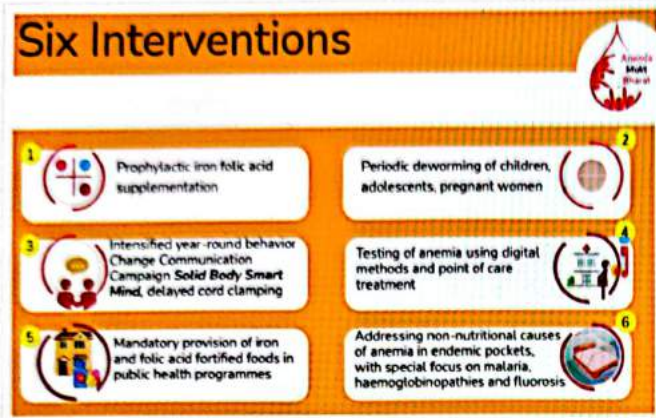 Six Interventions
Anemia
Mukt
Bharat
1
Prophylactic iron folic acid
supplementation
2
Periodic deworming of children,
adolescents, pregnant women
3
Intensified year-round behavior
Change Communication
Campaign Solid Body Smart
Mind, delayed cord clamping
4
Testing of anemia using digital
methods and point of care
treatment
5
Mandatory provision of iron
and folic acid fortified foods in
public health programmes
6
Addressing non-nutritional causes
of anemia in endemic pockets,
with special focus on malaria,
haemoglobinopathies and fluorosis